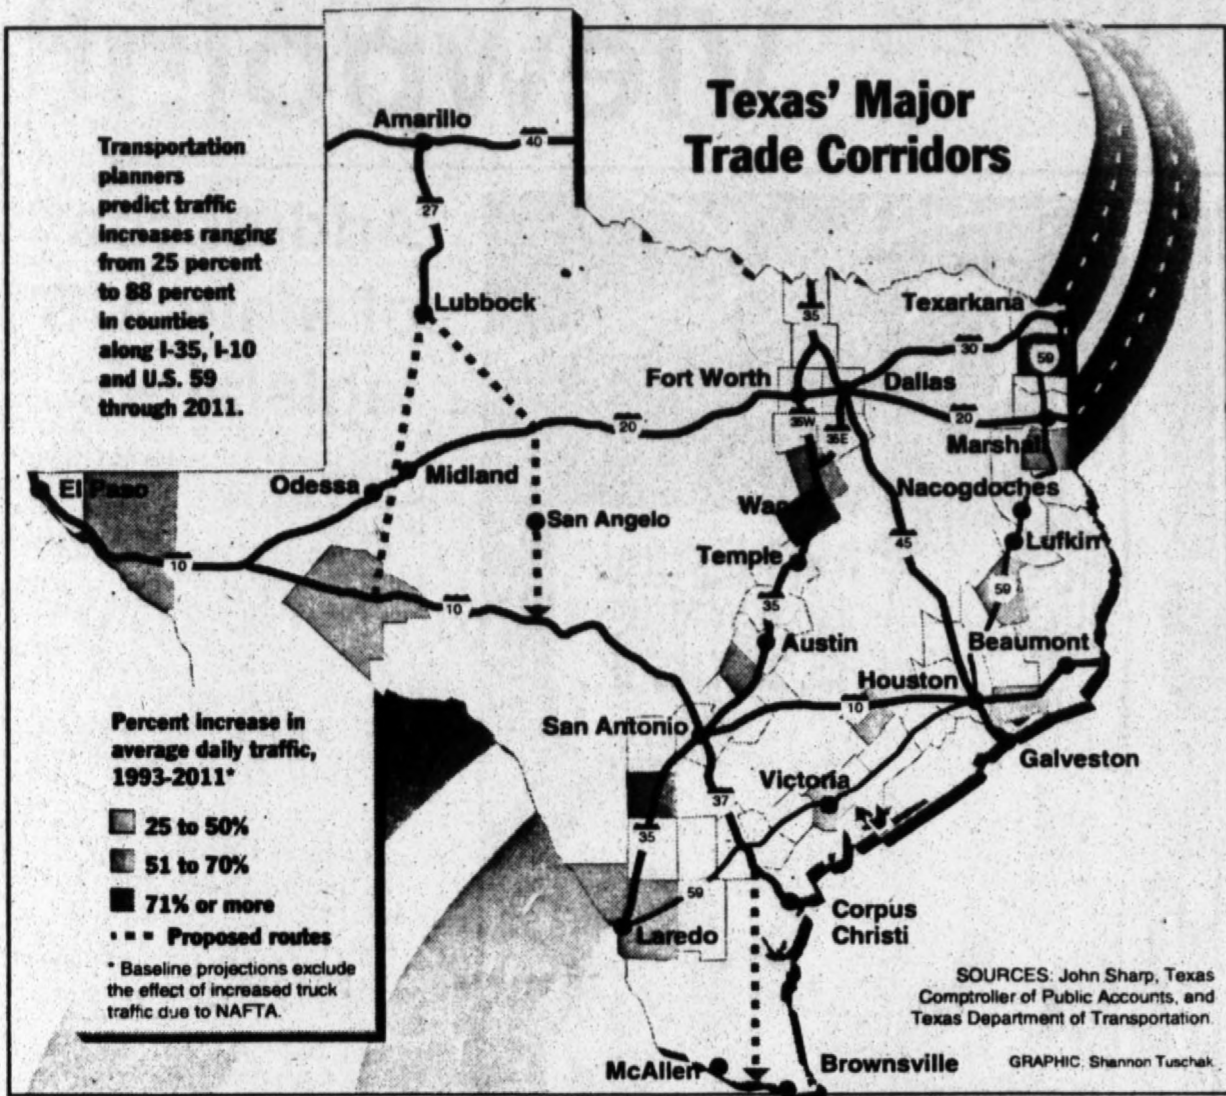 Texas' Major
Trade Corridors
Transportation
planners
predict traffic
increases ranging
from 25 percent
to 88 percent
in counties
along I-35, I-10
and U.S. 59
through 2011.
Amarillo
40
27
Lubbock
Texarkana
35
30
59
Fort Worth
Dallas
20
35W
35E
20
Marshall
El Paso
Odessa
Midland
Nacogdoches
San Angelo
Temple
45
Lufkin
10
10
35
59
Austin
Beaumont
Houston
San Antonio
10
Galveston
Victoria
37
35
59
Laredo
Corpus
Christi
McAllen
Brownsville
Percent increase in
average daily traffic,
1993-2011*
25 to 50%
51 to 70%
71% or more
Proposed routes
* Baseline projections exclude
the effect of increased truck
traffic due to NAFTA.
SOURCES: John Sharp, Texas
Comptroller of Public Accounts, and
Texas Department of Transportation.
GRAPHIC: Shannon Tuschak